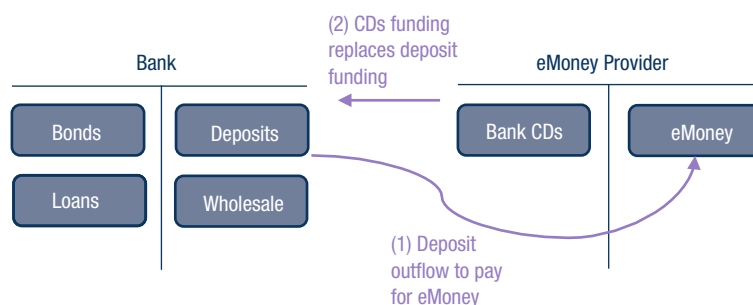 (2) CDs funding
replaces deposit
funding
Bank
eMoney Provider
Bonds
Deposits
Bank CDs
eMoney
Loans
Wholesale
(1) Deposit
outflow to pay
for eMoney